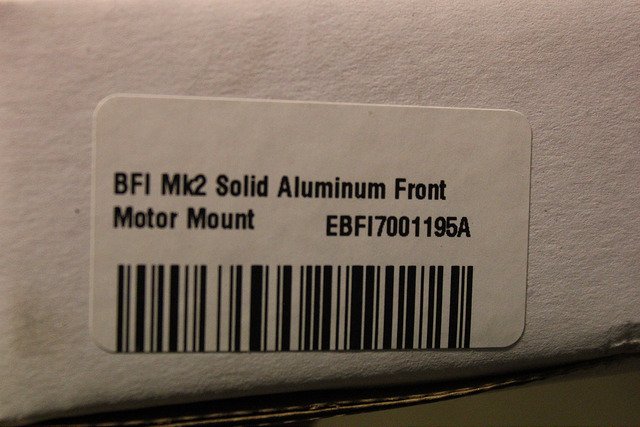 BFI Mk2 Solid Aluminum Front
Motor Mount EBFI7001195A